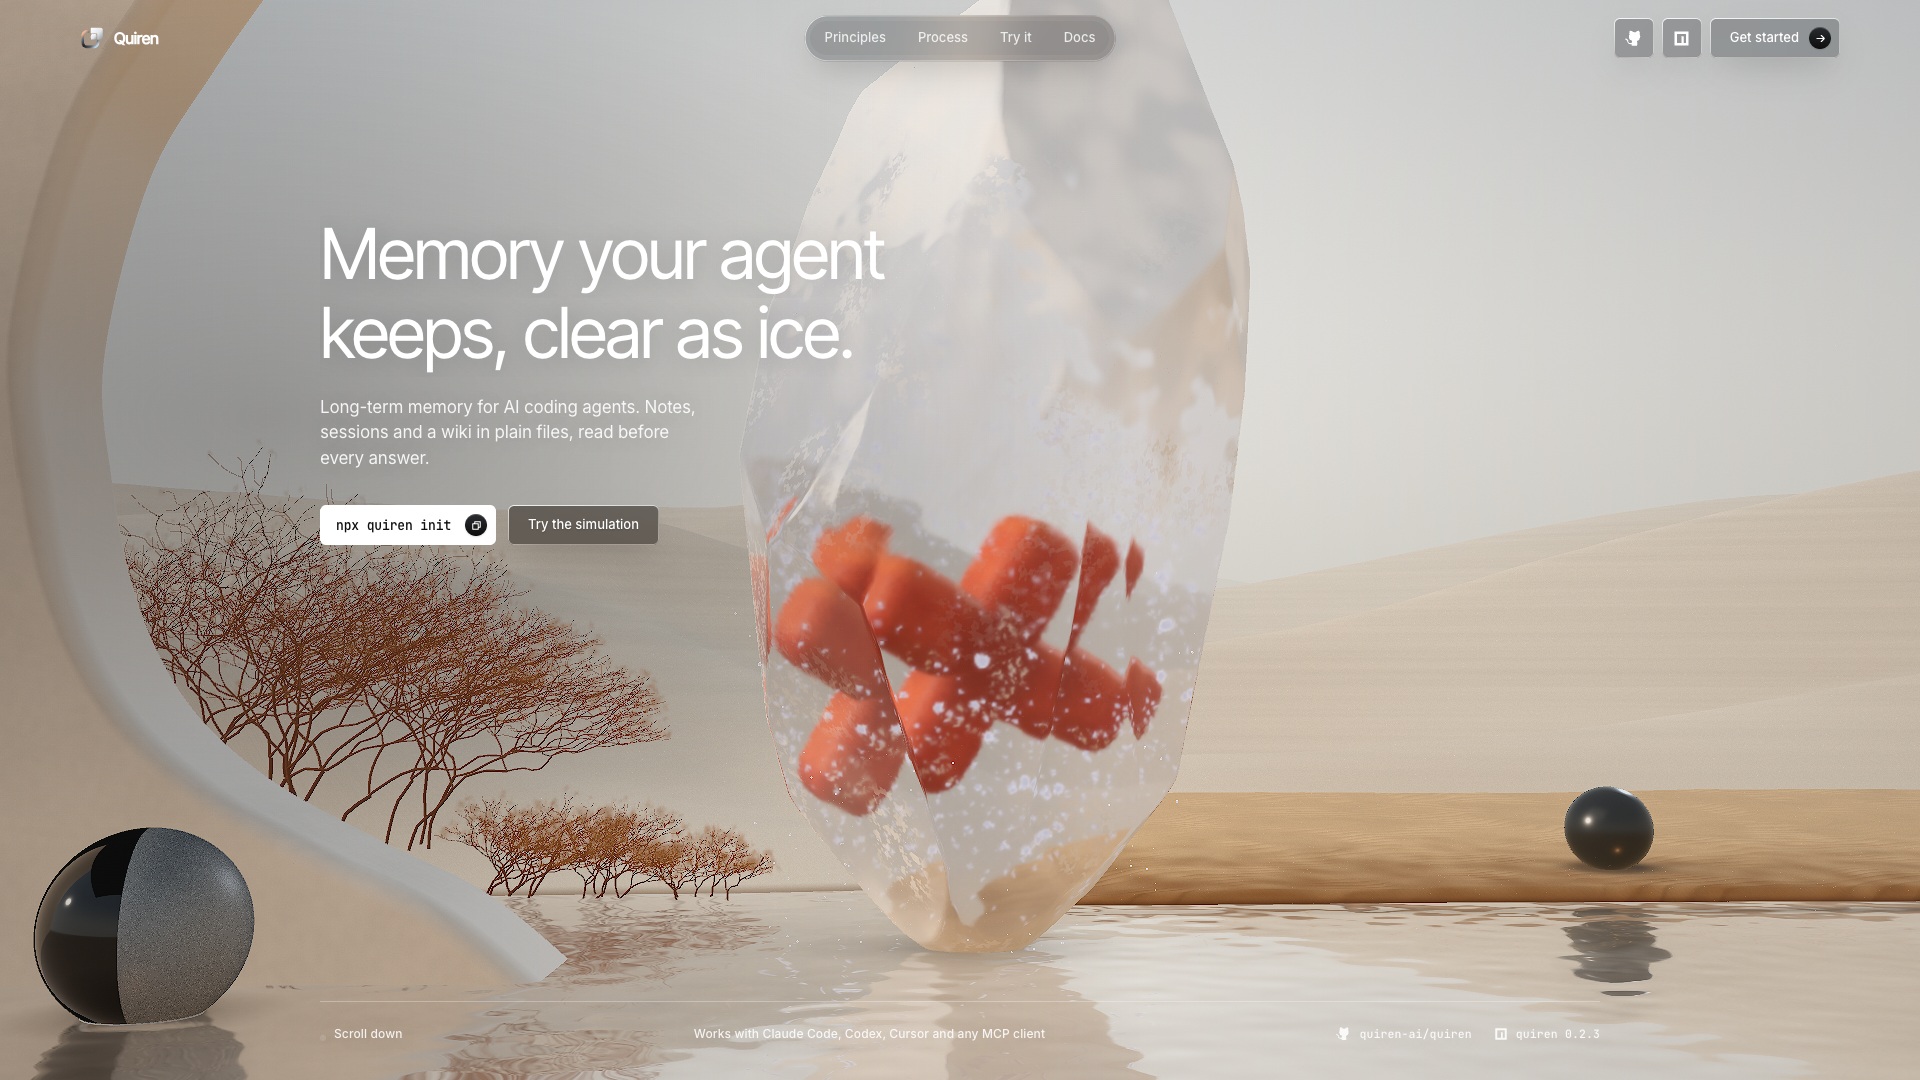 Quiren
Principles
Process
Try it
Docs
Get started
Memory your agent
keeps, clear as ice.
Long-term memory for AI coding agents. Notes,
sessions and a wiki in plain files, read before
every answer.
npx quiren init
Try the simulation
Scroll down
Works with Claude Code, Codex, Cursor and any MCP client
quiren-ai/quiren
quiren 0.2.3